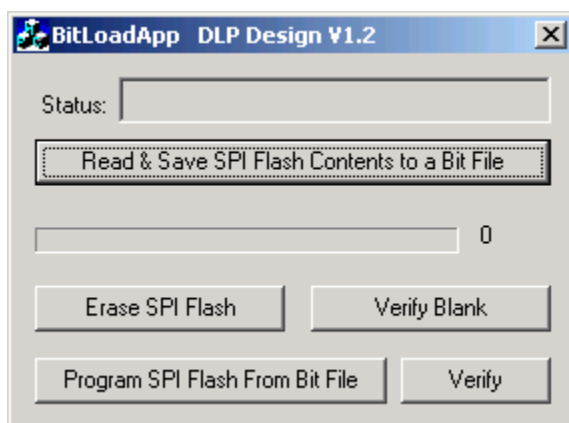 BitLoadApp DLP Design V1.2
Status:
Read & Save SPI Flash Contents to a Bit File
0
Erase SPI Flash Verify Blank
Program SPI Flash From Bit File Verify